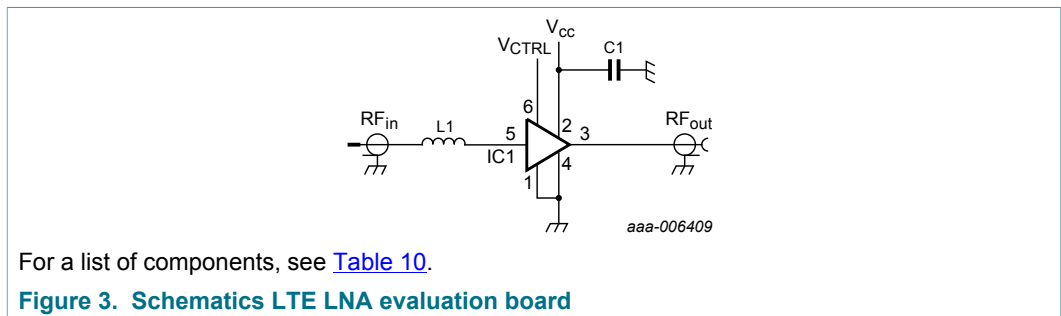 Vcc
VCTRL
C1
6
RFin
L1
5
2
3
RFout
IC1
4
1
aaa-006409
For a list of components, see Table 10.
Figure 3. Schematics LTE LNA evaluation board